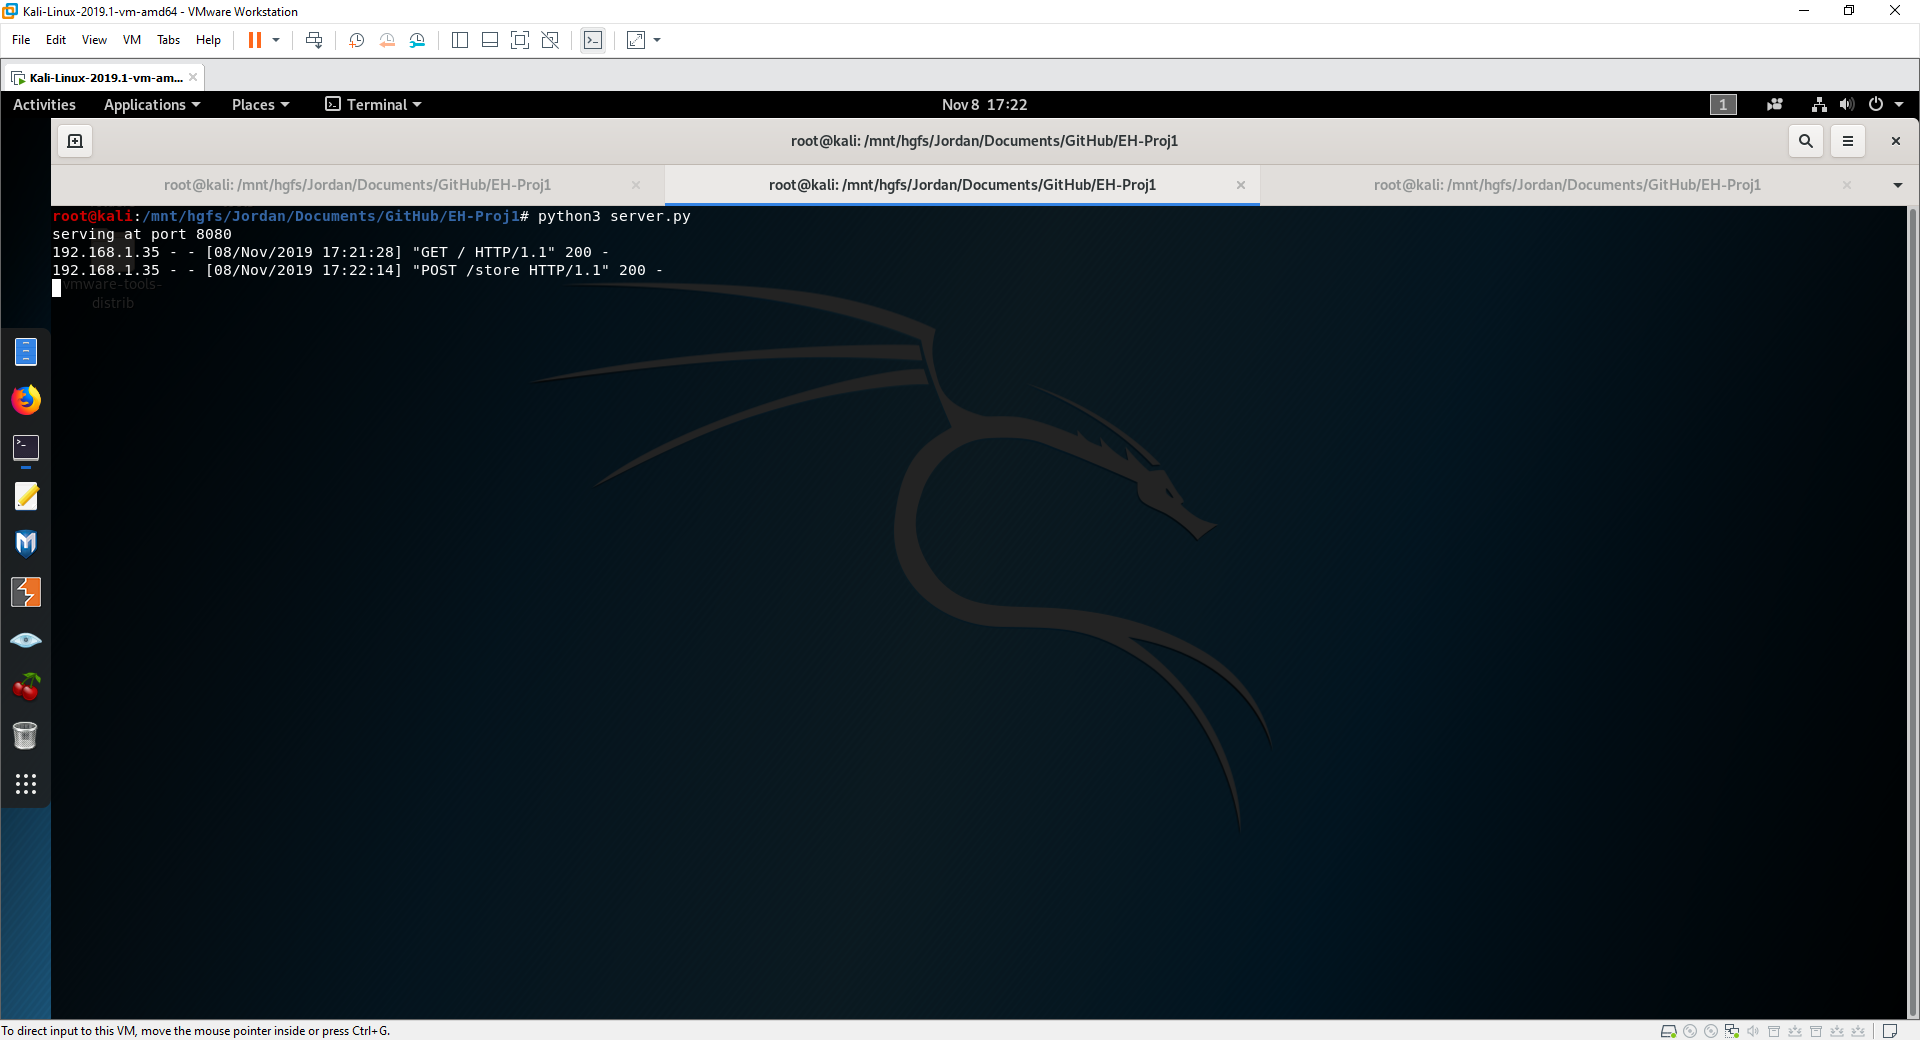 Kali-Linux-2019.1-vm-amd64 - VMware Workstation
File Edit View VM Tabs Help
Kali-Linux-2019.1-vm-am...
Activities Applications Places Terminal Nov 8 17:22 1
root@kali: /mnt/hgfs/Jordan/Documents/GitHub/EH-Proj1
root@kali: /mnt/hgfs/Jordan/Documents/GitHub/EH-Proj1 root@kali: /mnt/hgfs/Jordan/Documents/GitHub/EH-Proj1 root@kali: /mnt/hgfs/Jordan/Documents/GitHub/EH-Proj1
root@kali:/mnt/hgfs/Jordan/Documents/GitHub/EH-Proj1# python3 server.py
serving at port 8080
192.168.1.35 - - [08/Nov/2019 17:21:28] "GET / HTTP/1.1" 200 -
192.168.1.35 - - [08/Nov/2019 17:22:14] "POST /store HTTP/1.1" 200 -
vmware-tools-
distrib
To direct input to this VM, move the mouse pointer inside or press Ctrl+G.